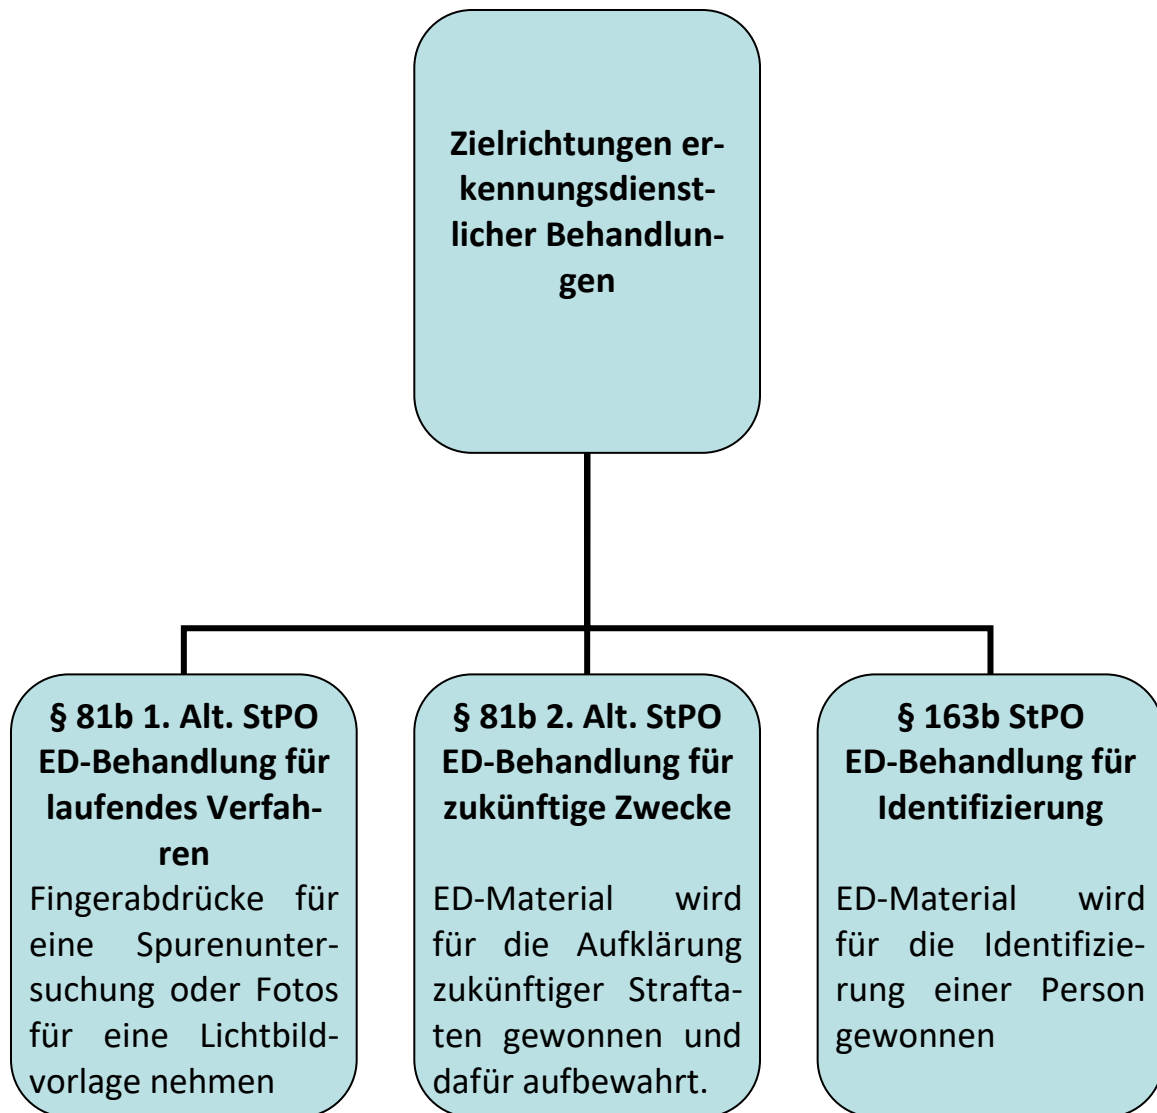 Zielrichtungen er-
kennungsdienst-
licher Behandlun-
gen
§ 81b 1. Alt. StPO
ED-Behandlung für
laufendes Verfah-
ren
Fingerabdrücke für
eine Spurenunter-
suchung oder Fotos
für eine Lichtbild-
vorlage nehmen
§ 81b 2. Alt. StPO
ED-Behandlung für
zukünftige Zwecke
ED-Material wird
für die Aufklärung
zukünftiger Strafta-
ten gewonnen und
dafür aufbewahrt.
§ 163b StPO
ED-Behandlung für
Identifizierung
ED-Material wird
für die Identifizie-
rung einer Person
gewonnen